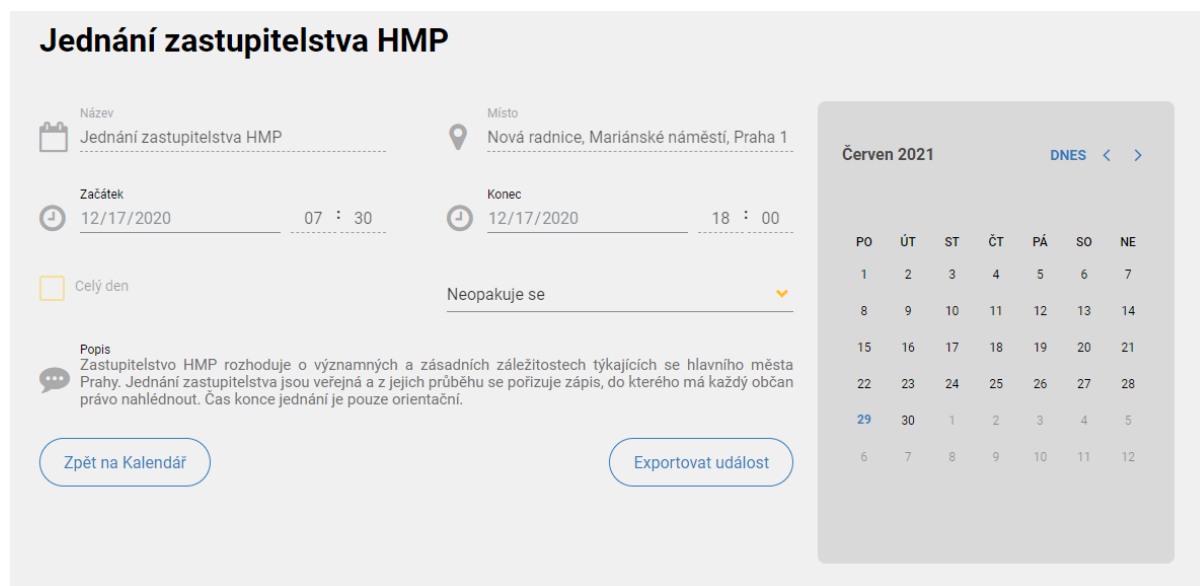 Jednání zastupitelstva HMP
Název
Jednání zastupitelstva HMP
Místo
Nová radnice, Mariánské náměstí, Praha 1
Začátek
12/17/2020 07 : 30
Konec
12/17/2020 18 : 00
Celý den
Neopakuje se
Popis
Zastupitelstvo HMP rozhoduje o významných a zásadních záležitostech týkajících se hlavního města
Prahy. Jednání zastupitelstva jsou veřejná a z jejich průběhu se pořizuje zápis, do kterého má každý občan
právo nahlédnout. Čas konce jednání je pouze orientační.
Zpět na Kalendář
Exportovat událost
Červen 2021 DNES < >
PO ÚT ST ČT PÁ SO NE
1 2 3 4 5 6 7
8 9 10 11 12 13 14
15 16 17 18 19 20 21
22 23 24 25 26 27 28
29 30 1 2 3 4 5
6 7 8 9 10 11 12